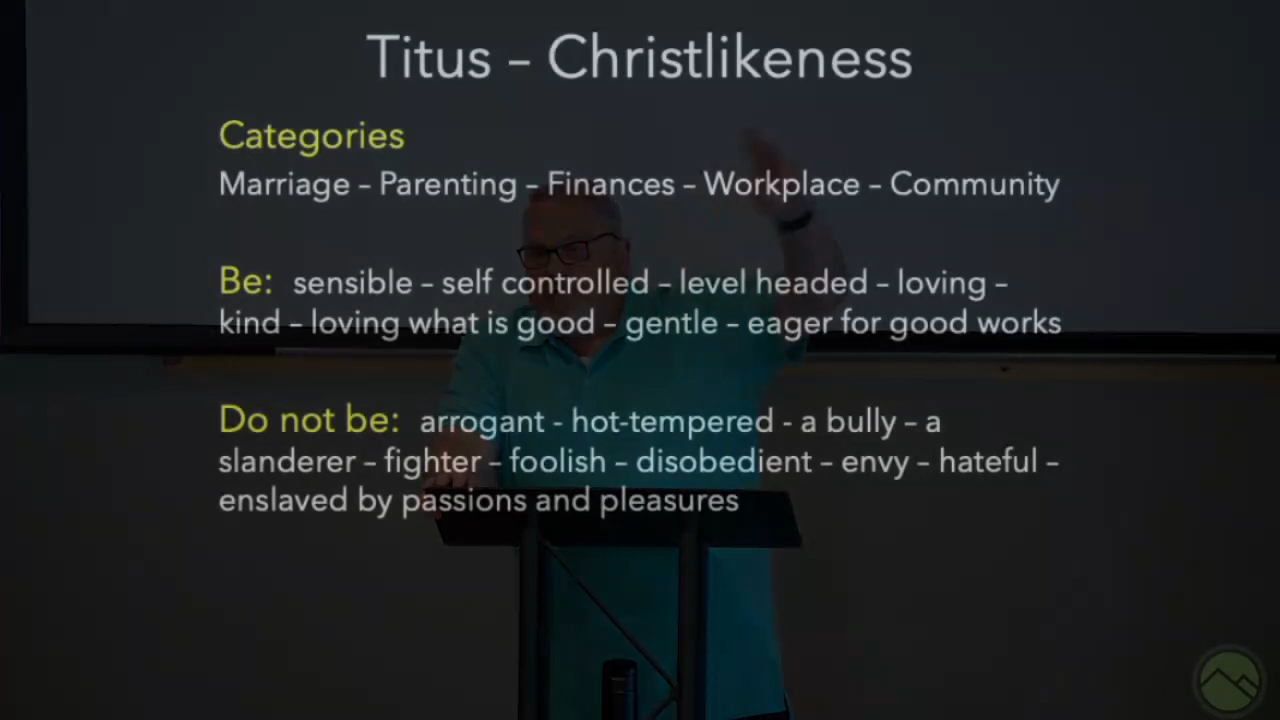 Titus – Christlikeness
Categories
Marriage – Parenting – Finances – Workplace – Community
Be: sensible – self controlled – level headed – loving –
kind – loving what is good – gentle – eager for good works
Do not be: arrogant - hot-tempered - a bully – a
slanderer – fighter – foolish – disobedient – envy – hateful –
enslaved by passions and pleasures